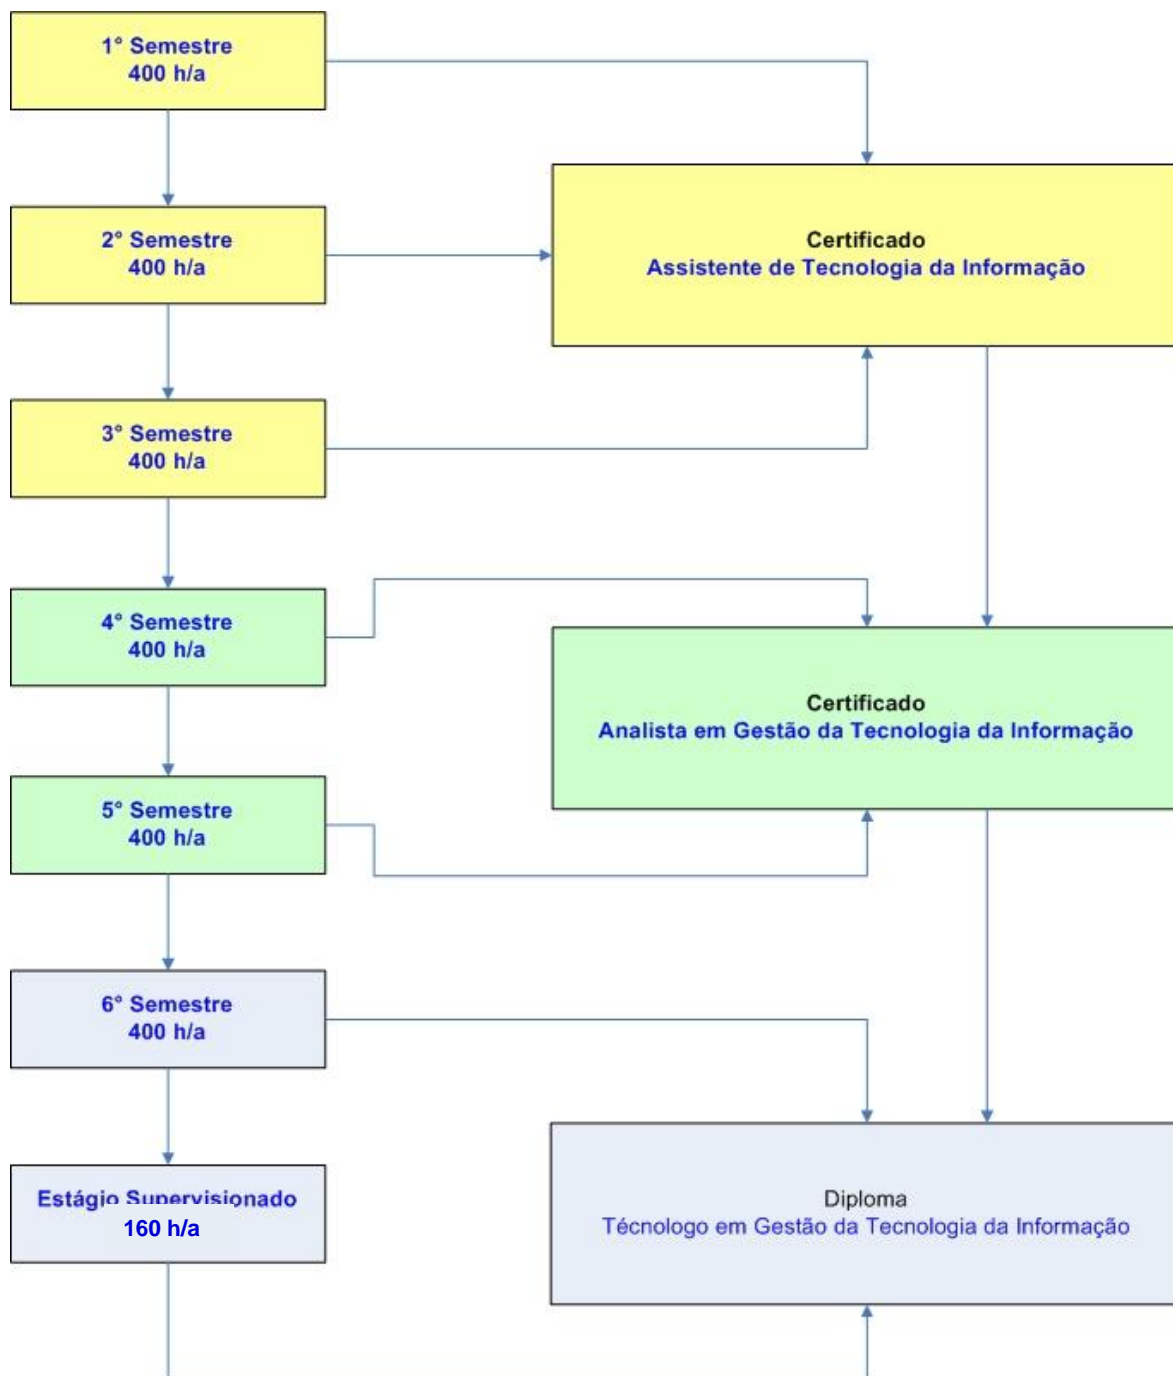 1° Semestre
400 h/a
2° Semestre
400 h/a
Certificado
Assistente de Tecnologia da Informação
3° Semestre
400 h/a
4° Semestre
400 h/a
Certificado
Analista em Gestão da Tecnologia da Informação
5° Semestre
400 h/a
6° Semestre
400 h/a
Estágio Supervisionado
160 h/a
Diploma
Técnologo em Gestão da Tecnologia da Informação